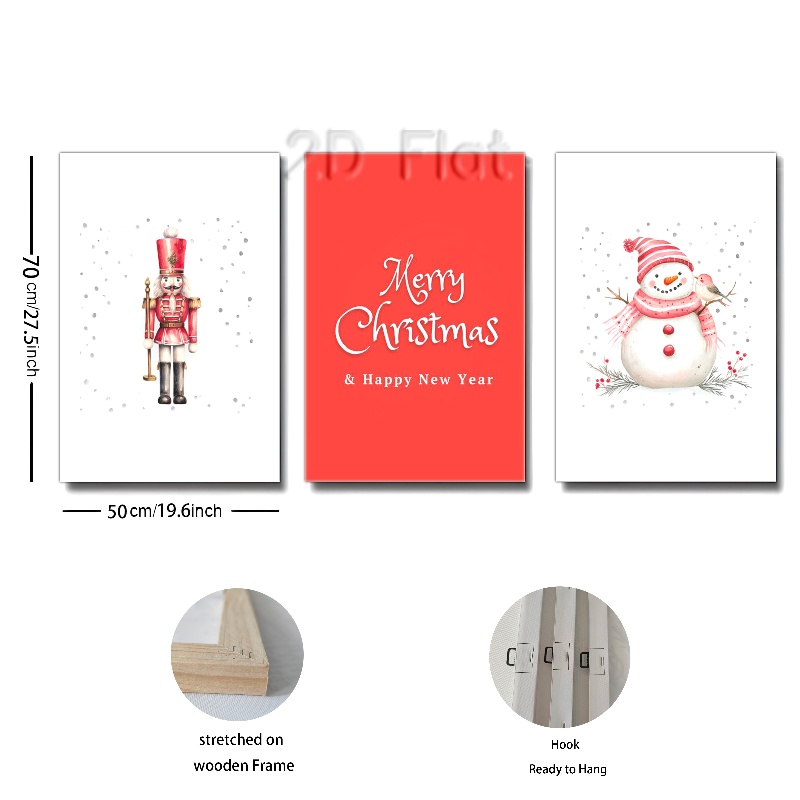 2D Flat
70 cm/27.5inch
Merry
Christmas
& Happy New Year
50cm/19.6inch
stretched on
wooden Frame
Hook
Ready to Hang